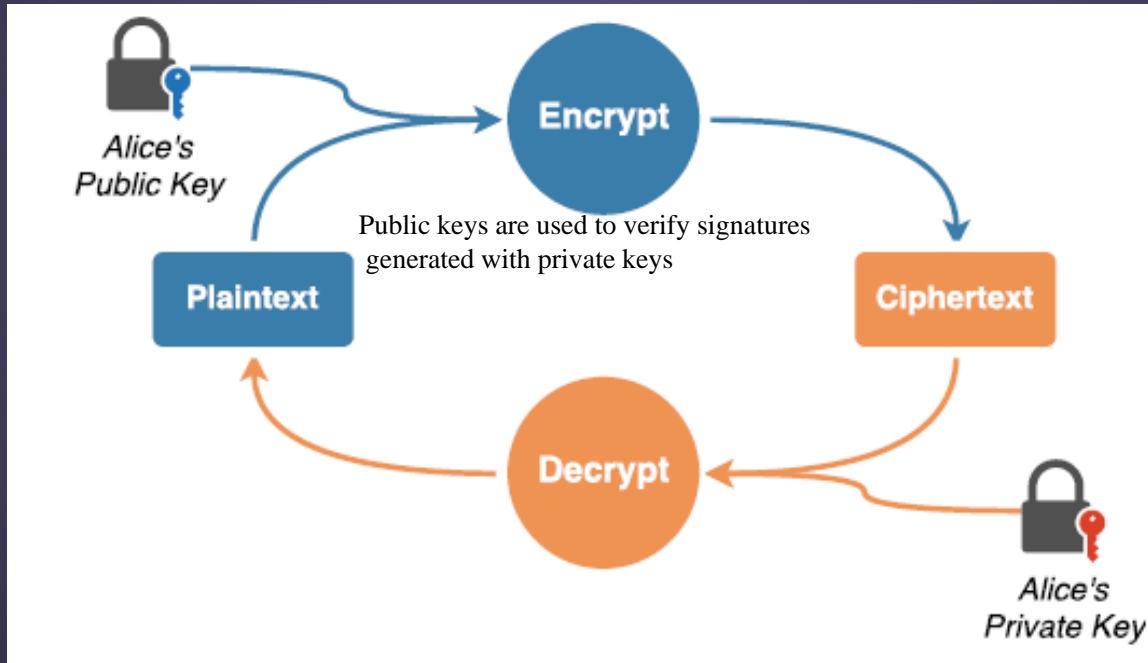 Encrypt
Alice's
Public Key
Public keys are used to verify signatures
generated with private keys
Plaintext
Ciphertext
Decrypt
Alice's
Private Key